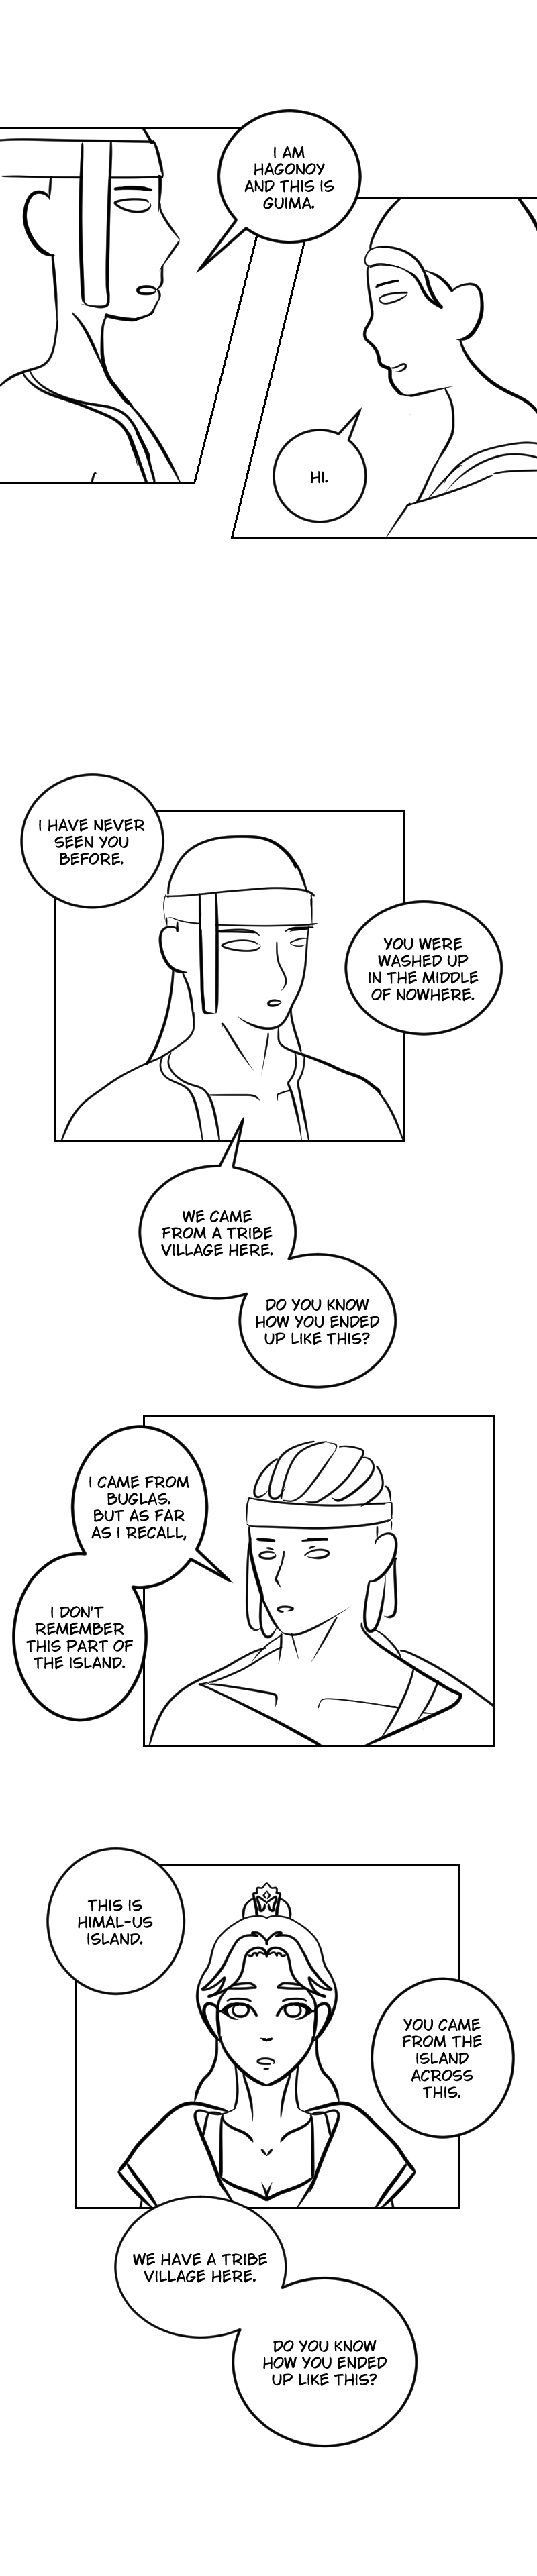 I AM
HAGONOY
AND THIS IS
GUIMA.
HI.
I HAVE NEVER
SEEN YOU
BEFORE.
YOU WERE
WASHED UP
IN THE MIDDLE
OF NOWHERE.
WE CAME
FROM A TRIBE
VILLAGE HERE.
DO YOU KNOW
HOW YOU ENDED
UP LIKE THIS?
I CAME FROM
BUGLAS.
BUT AS FAR
AS I RECALL,
I DON'T
REMEMBER
THIS PART OF
THE ISLAND.
THIS IS
HIMAL-US
ISLAND.
YOU CAME
FROM THE
ISLAND
ACROSS
THIS.
WE HAVE A TRIBE
VILLAGE HERE.
DO YOU KNOW
HOW YOU ENDED
UP LIKE THIS?